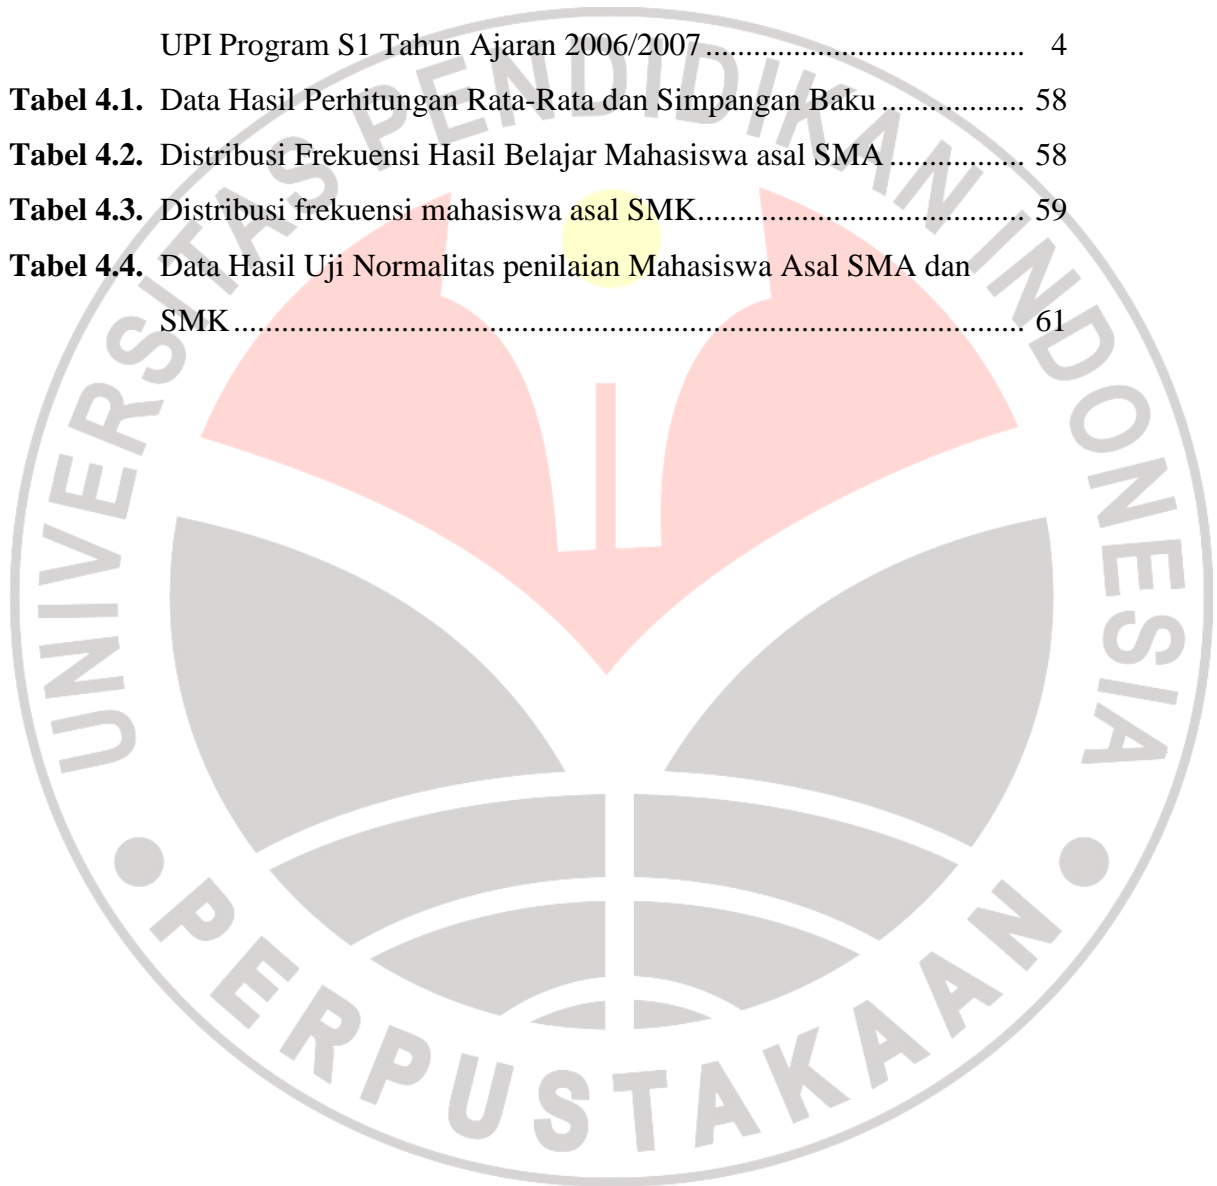 UPI Program S1 Tahun Ajaran 2006/2007........................................ 4
Tabel 4.1. Data Hasil Perhitungan Rata-Rata dan Simpangan Baku .................. 58
Tabel 4.2. Distribusi Frekuensi Hasil Belajar Mahasiswa asal SMA ................. 58
Tabel 4.3. Distribusi frekuensi mahasiswa asal SMK......................................... 59
Tabel 4.4. Data Hasil Uji Normalitas penilaian Mahasiswa Asal SMA dan
SMK .................................................................................................... 61
UNIVERSITAS PENDIDIKAN INDONESIA
PERPUSTAKAAN